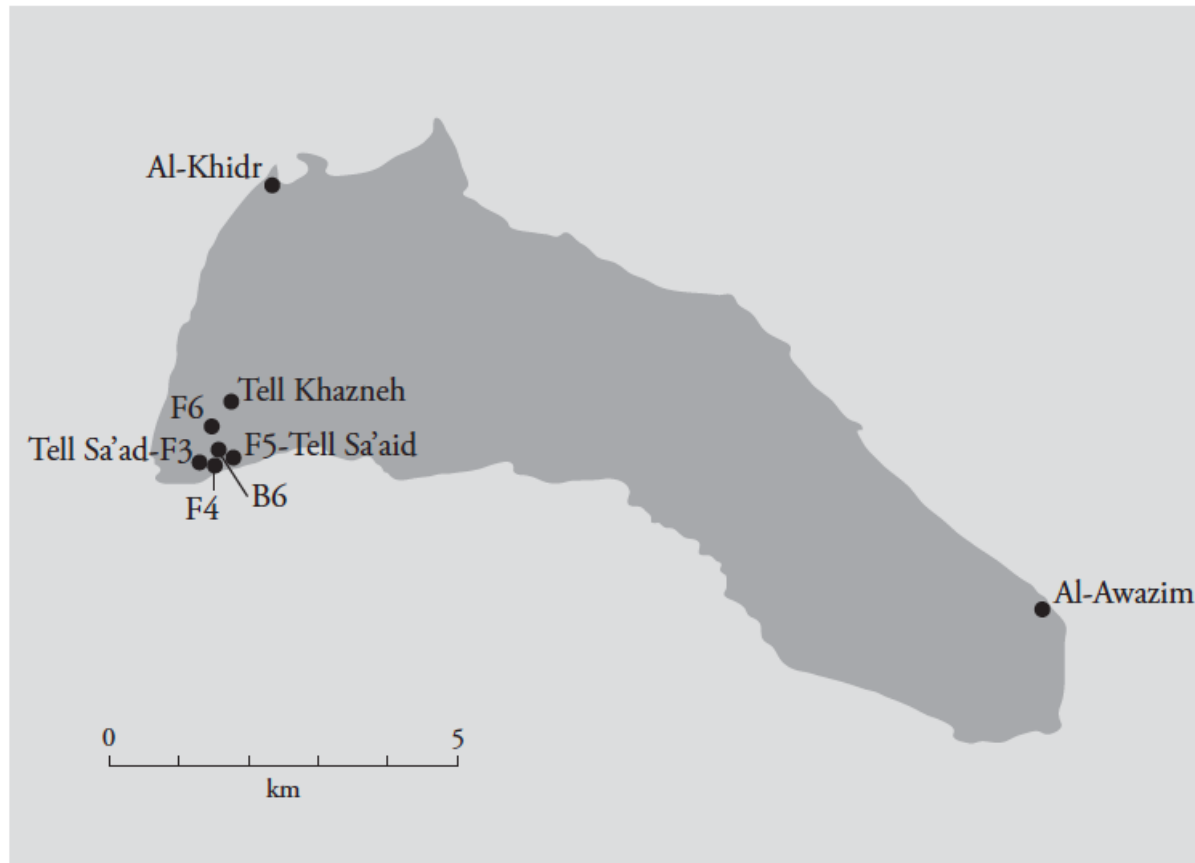 Al-Khidr
Tell Khazneh
F6
Tell Sa’ad-F3
F5-Tell Sa’aid
B6
F4
Al-Awazim
0 5
km